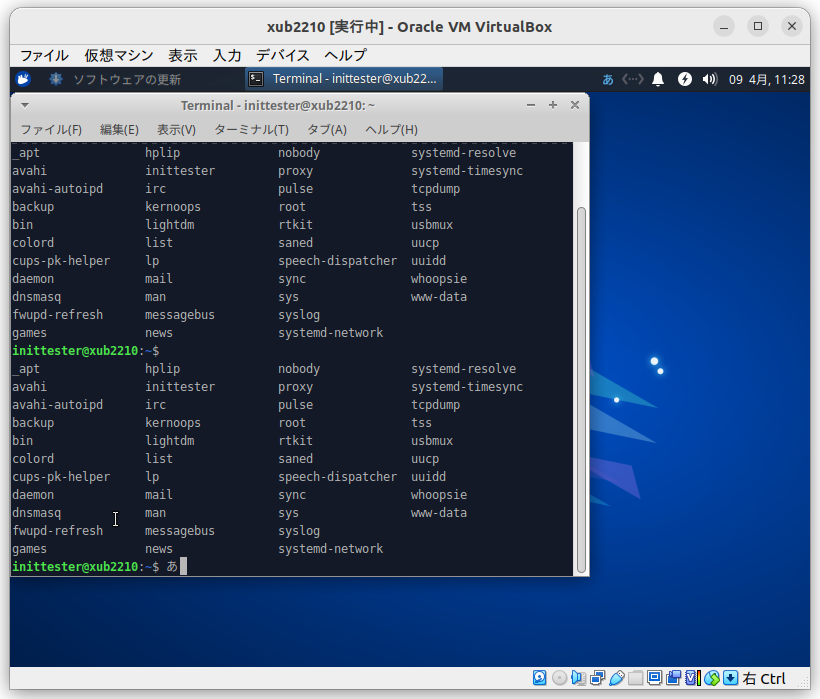 xub2210 [実行中] - Oracle VM VirtualBox
ファイル 仮想マシン 表示 入力 デバイス ヘルプ
ソフトウェアの更新 Terminal - inittester@xub22... あ 09 4月, 11:28
Terminal - inittester@xub2210: ~
ファイル(F) 編集(E) 表示(V) ターミナル(T) タブ(A) ヘルプ(H)
_apt hplip nobody systemd-resolve
avahi inittester proxy systemd-timesync
avahi-autoipd irc pulse tcpdump
backup kernoops root tss
bin lightdm rtkit usbmux
colord list saned uucp
cups-pk-helper lp speech-dispatcher uuidd
daemon mail sync whoopsie
dnsmasq man sys www-data
fwupd-refresh messagebus syslog
games news systemd-network
inittester@xub2210:~$
_apt hplip nobody systemd-resolve
avahi inittester proxy systemd-timesync
avahi-autoipd irc pulse tcpdump
backup kernoops root tss
bin lightdm rtkit usbmux
colord list saned uucp
cups-pk-helper lp speech-dispatcher uuidd
daemon mail sync whoopsie
dnsmasq man sys www-data
fwupd-refresh messagebus syslog
games news systemd-network
inittester@xub2210:~$ あ
右 Ctrl